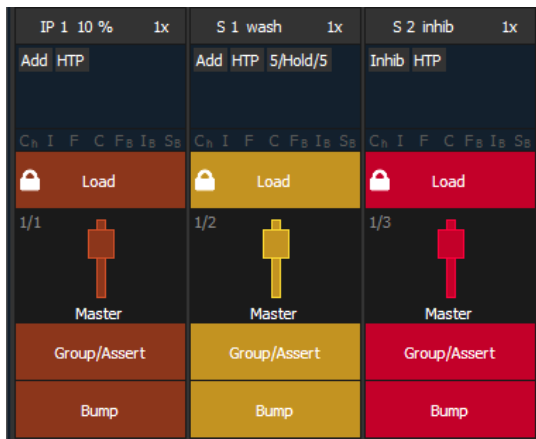 IP 1 10 % 1x
Add HTP
Ch I F C FB IB SB
Load
1/1
Master
Group/Assert
Bump
S 1 wash 1x
Add HTP 5/Hold/5
Ch I F C FB IB SB
Load
1/2
Master
Group/Assert
Bump
S 2 inhib 1x
Inhib HTP
Ch I F C FB IB SB
Load
1/3
Master
Group/Assert
Bump